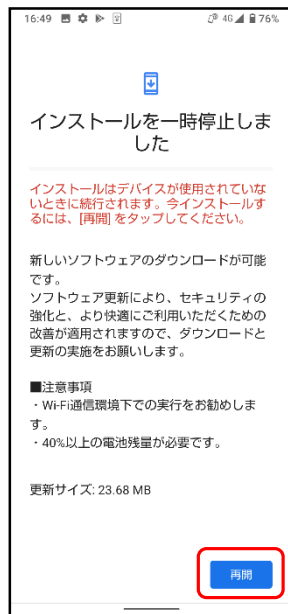 16:49
4G 76%
インストールを一時停止しま
した
インストールはデバイスが使用されていな
いときに続行されます。今インストールす
るには、[再開] をタップしてください。
新しいソフトウェアのダウンロードが可能
です。
ソフトウェア更新により、セキュリティの
強化と、より快適にご利用いただくための
改善が適用されますので、ダウンロードと
更新の実施をお願いします。
■注意事項
・Wi-Fi通信環境下での実行をお勧めしま
す。
・40%以上の電池残量が必要です。
更新サイズ: 23.68 MB
再開